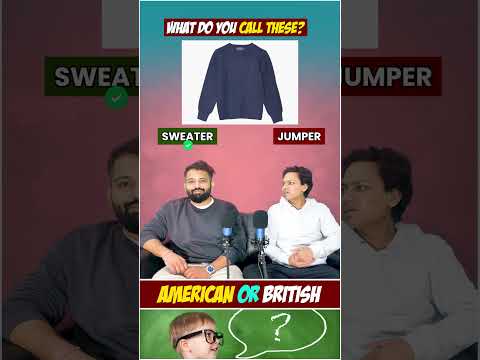 WHAT DO YOU CALL THESE?
SWEATER
JUMPER
SWEATER
JUMPER
AMERICAN OR BRITISH
?